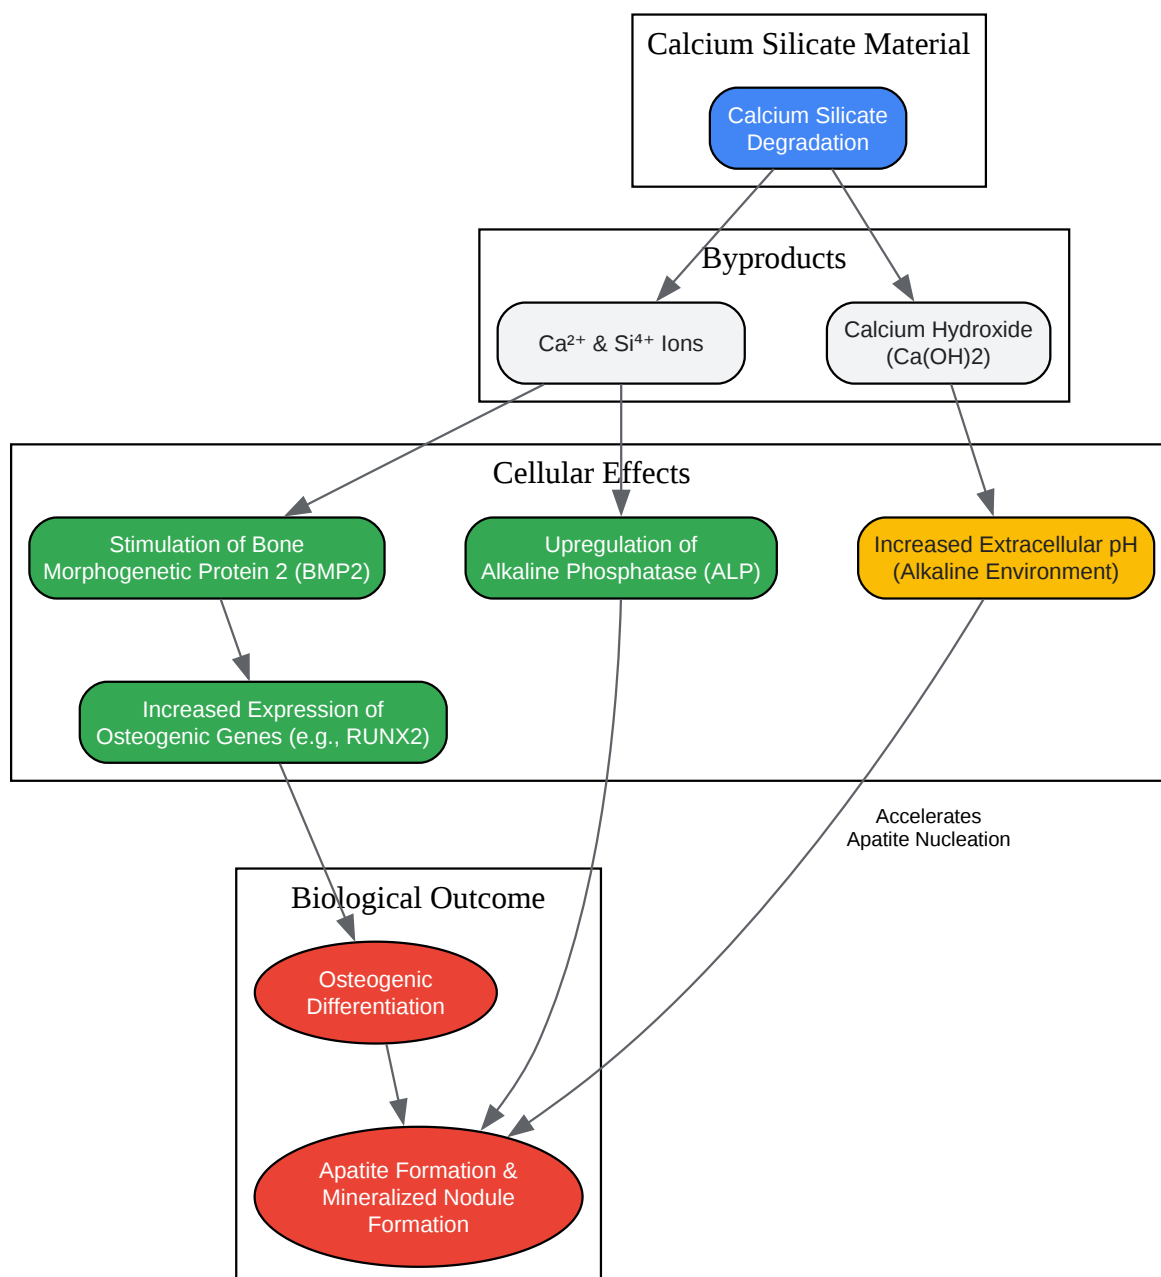 Calcium Silicate Material
Calcium Silicate
Degradation
Byproducts
Ca²⁺ & Si⁴⁺ Ions
Calcium Hydroxide
(Ca(OH)2)
Cellular Effects
Stimulation of Bone
Morphogenetic Protein 2 (BMP2)
Upregulation of
Alkaline Phosphatase (ALP)
Increased Extracellular pH
(Alkaline Environment)
Increased Expression of
Osteogenic Genes (e.g., RUNX2)
Accelerates
Apatite Nucleation
Biological Outcome
Osteogenic
Differentiation
Apatite Formation &
Mineralized Nodule
Formation